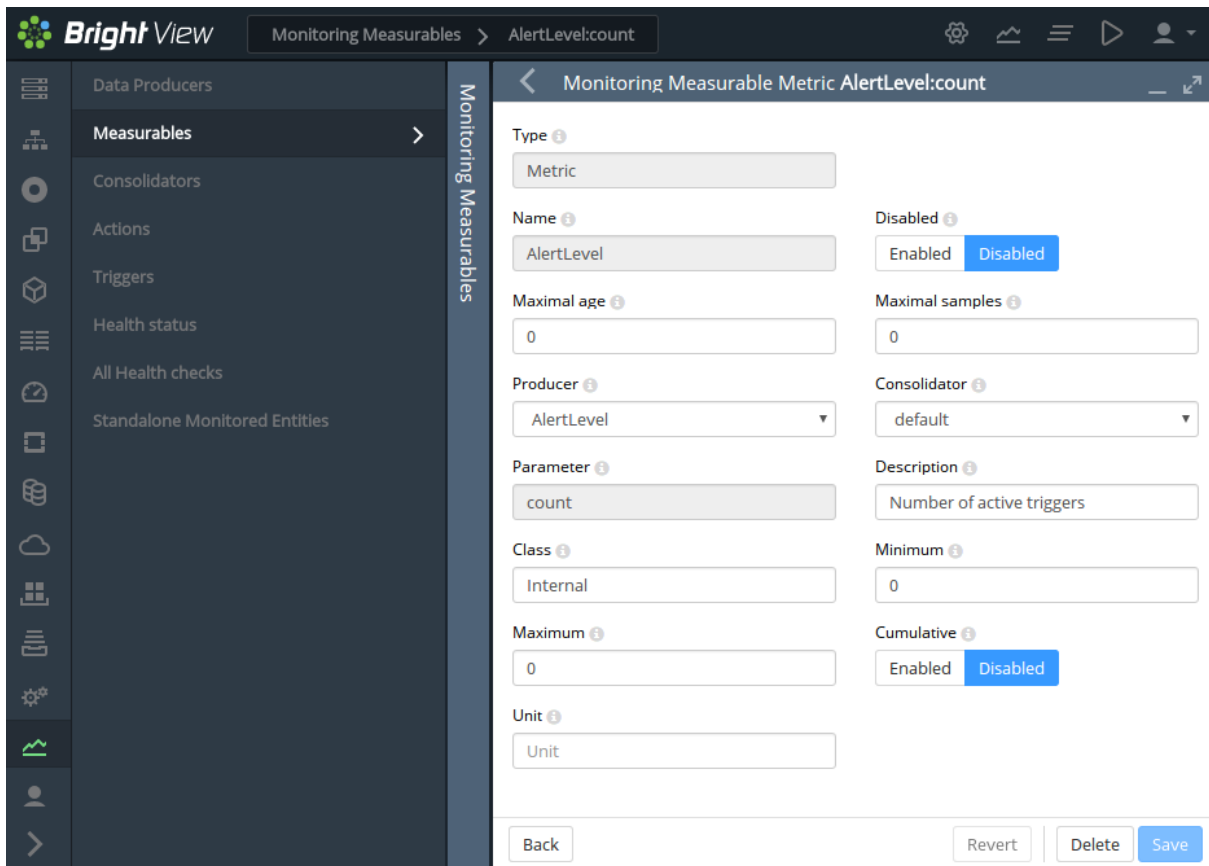 Bright View
Monitoring Measurables > AlertLevel:count
Data Producers
Measurables
Consolidators
Actions
Triggers
Health status
All Health checks
Standalone Monitored Entities
Monitoring Measurables
Monitoring Measurable Metric AlertLevel:count
Type
Metric
Name
Disabled
AlertLevel
Enabled Disabled
Maximal age
Maximal samples
0
0
Producer
Consolidator
AlertLevel
default
Parameter
Description
count
Number of active triggers
Class
Minimum
Internal
0
Maximum
Cumulative
0
Enabled Disabled
Unit
Unit
Back
Revert
Delete
Save